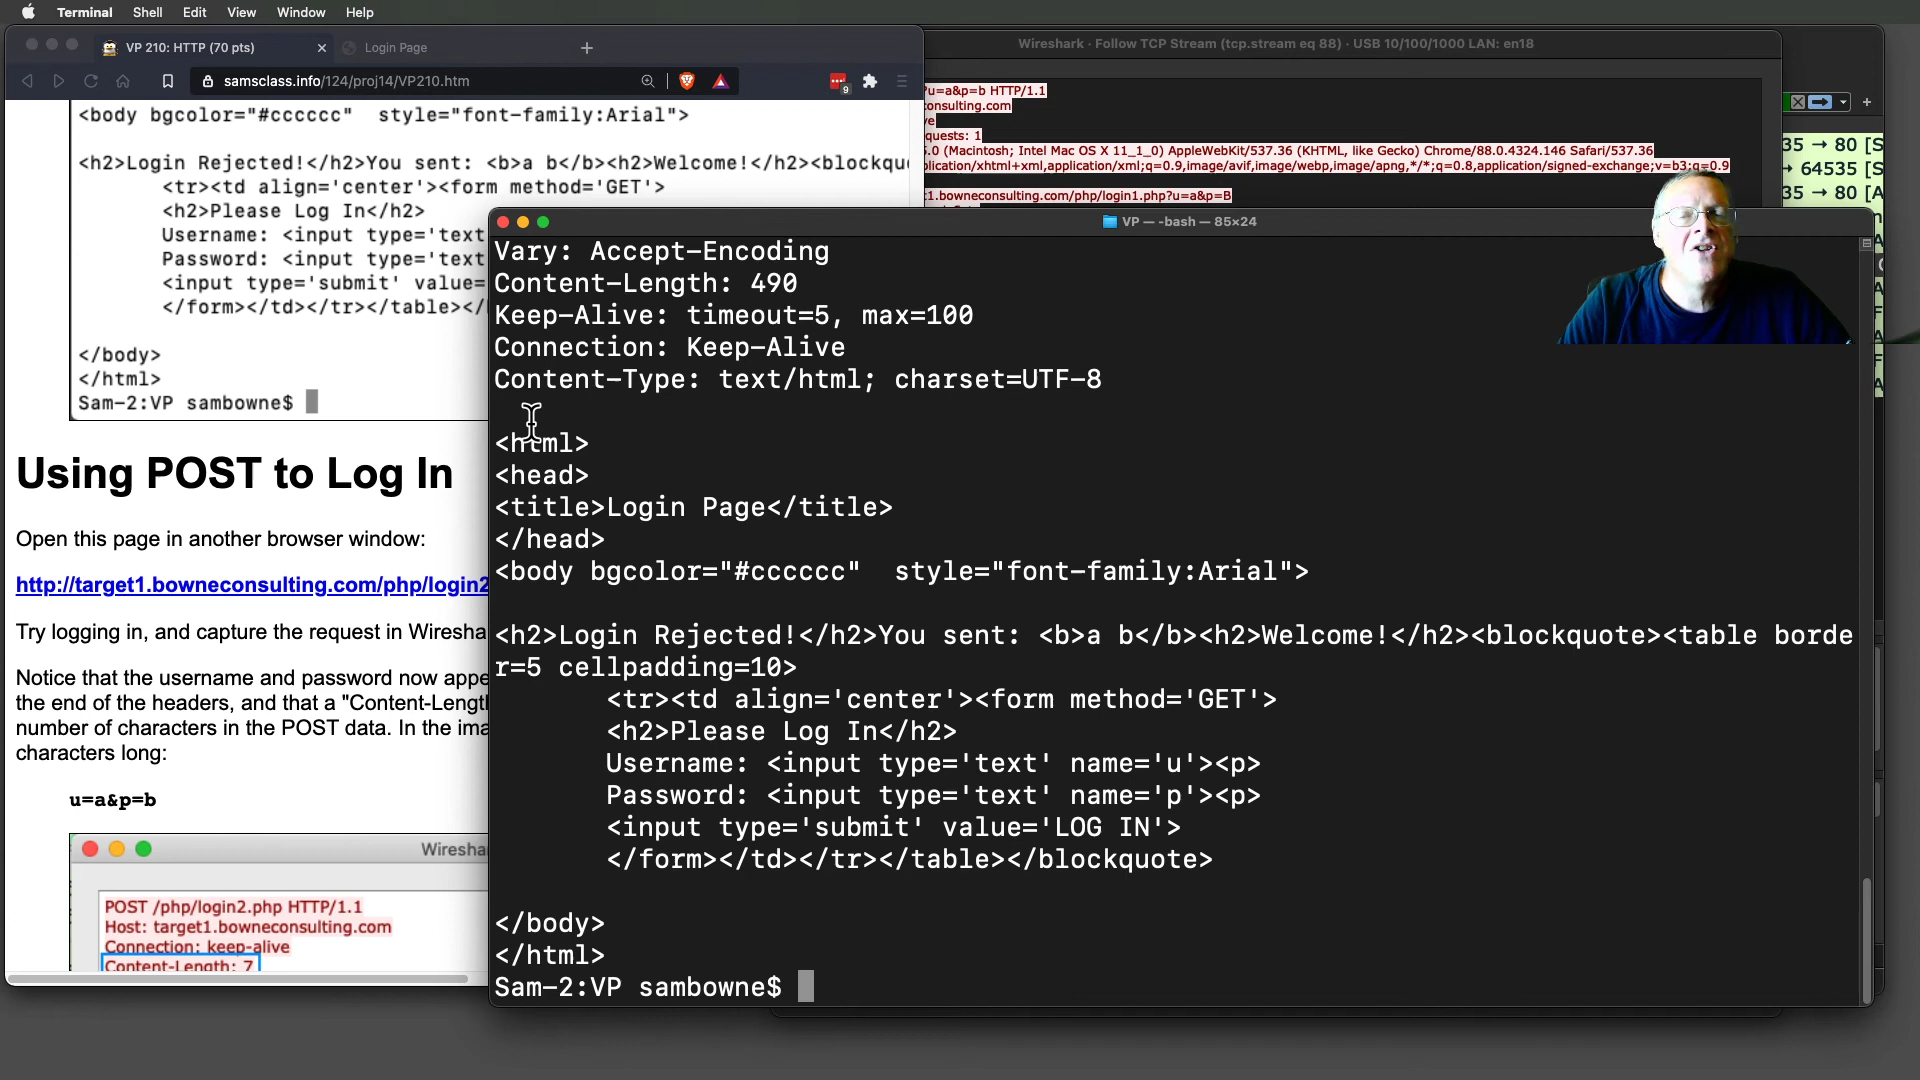 Terminal Shell Edit View Window Help
VP 210: HTTP (70 pts)
Login Page
samsclass.info/124/proj14/VP210.htm
9
<body bgcolor="#cccccc"  style="font-family:Arial">
<h2>Login Rejected!</h2>You sent: <b>a b</b><h2>Welcome!</h2><blockqu
<tr><td align='center'><form method='GET'>
<h2>Please Log In</h2>
Username: <input type='text
Password: <input type='text
<input type='submit' value=
</form></td></tr></table></
</body>
</html>
Sam-2:VP sambowne$
Using POST to Log In
Open this page in another browser window:
http://target1.bowneconsulting.com/php/login2
Try logging in, and capture the request in Wiresha
Notice that the username and password now appe
the end of the headers, and that a "Content-Lengt
number of characters in the POST data. In the ima
characters long:
u=a&p=b
Wiresha
POST /php/login2.php HTTP/1.1
Host: target1.bowneconsulting.com
Connection: keep-alive
Content-Length: 7
Wireshark · Follow TCP Stream (tcp.stream eq 88) · USB 10/100/1000 LAN: en18
?u=a&p=b HTTP/1.1
consulting.com
ve
quests: 1
5.0 (Macintosh; Intel Mac OS X 11_1_0) AppleWebKit/537.36 (KHTML, like Gecko) Chrome/88.0.4324.146 Safari/537.36
plication/xhtml+xml,application/xml;q=0.9,image/avif,image/webp,image/apng,*/*;q=0.8,application/signed-exchange;v=b3;q=0.9
t1.bowneconsulting.com/php/login1.php?u=a&p=B
35 → 80 [S
→ 64535 [S
35 → 80 [A
VP — -bash — 85×24
Vary: Accept-Encoding
Content-Length: 490
Keep-Alive: timeout=5, max=100
Connection: Keep-Alive
Content-Type: text/html; charset=UTF-8
<html>
<head>
<title>Login Page</title>
</head>
<body bgcolor="#cccccc"  style="font-family:Arial">
<h2>Login Rejected!</h2>You sent: <b>a b</b><h2>Welcome!</h2><blockquote><table borde
r=5 cellpadding=10>
<tr><td align='center'><form method='GET'>
<h2>Please Log In</h2>
Username: <input type='text' name='u'><p>
Password: <input type='text' name='p'><p>
<input type='submit' value='LOG IN'>
</form></td></tr></table></blockquote>
</body>
</html>
Sam-2:VP sambowne$